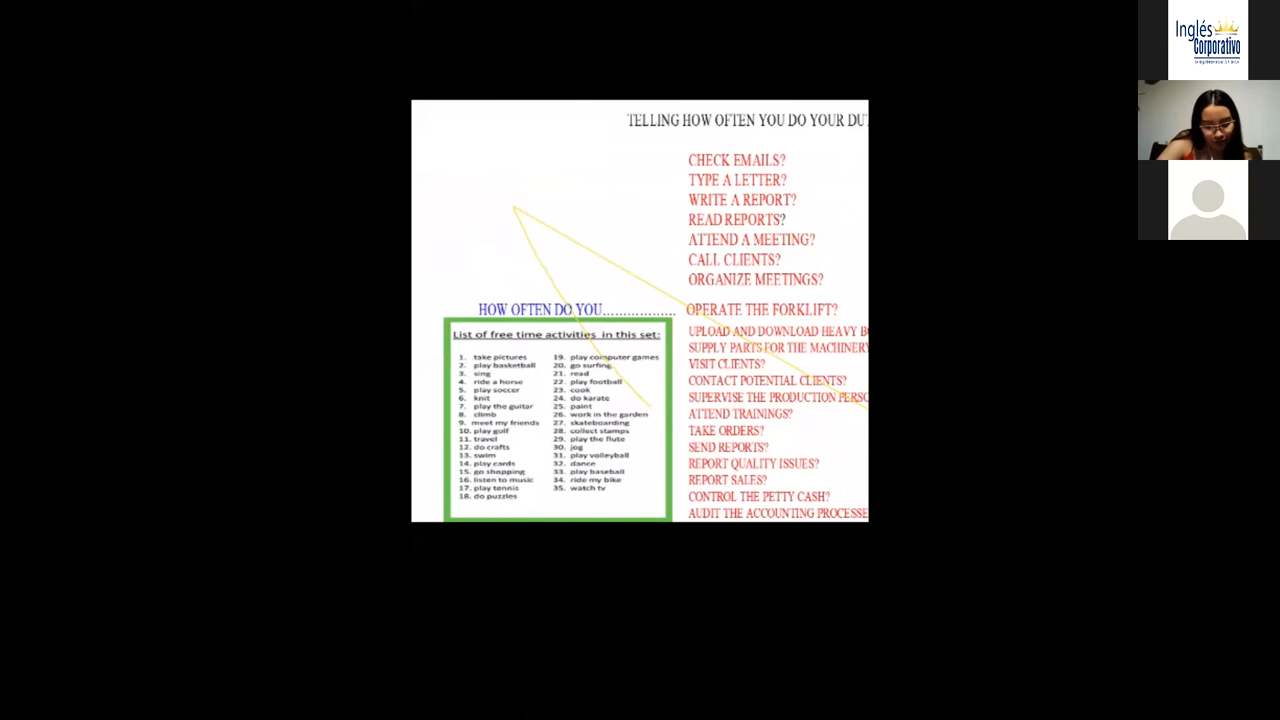 Inglés
Corporativo
TELLING HOW OFTEN YOU DO YOUR DU
CHECK EMAILS?
TYPE A LETTER?
WRITE A REPORT?
READ REPORTS?
ATTEND A MEETING?
CALL CLIENTS?
ORGANIZE MEETINGS?
HOW OFTEN DO YOU……………… OPERATE THE FORKLIFT?
UPLOAD AND DOWNLOAD HEAVY
SUPPLY PARTS FOR THE MACHINERY
VISIT CLIENTS?
CONTACT POTENTIAL CLIENTS?
SUPERVISE THE PRODUCTION PERSO
ATTEND TRAININGS?
TAKE ORDERS?
SEND REPORTS?
REPORT QUALITY ISSUES?
REPORT SALES?
CONTROL THE PETTY CASH?
AUDIT THE ACCOUNTING PROCESSE
List of free time activities in this set:
1. take pictures
2. play basketball
3. sing
4. ride a horse
5. play soccer
6. knit
7. play the guitar
8. climb
9. meet my friends
10. play golf
11. travel
12. do crafts
13. swim
14. play cards
15. go shopping
16. listen to music
17. play tennis
18. do puzzles
19. play computer games
20. go surfing
21. read
22. play football
23. cook
24. do karate
25. paint
26. work in the garden
27. skateboarding
28. collect stamps
29. play the flute
30. jog
31. play volleyball
32. dance
33. play baseball
34. ride my bike
35. watch tv